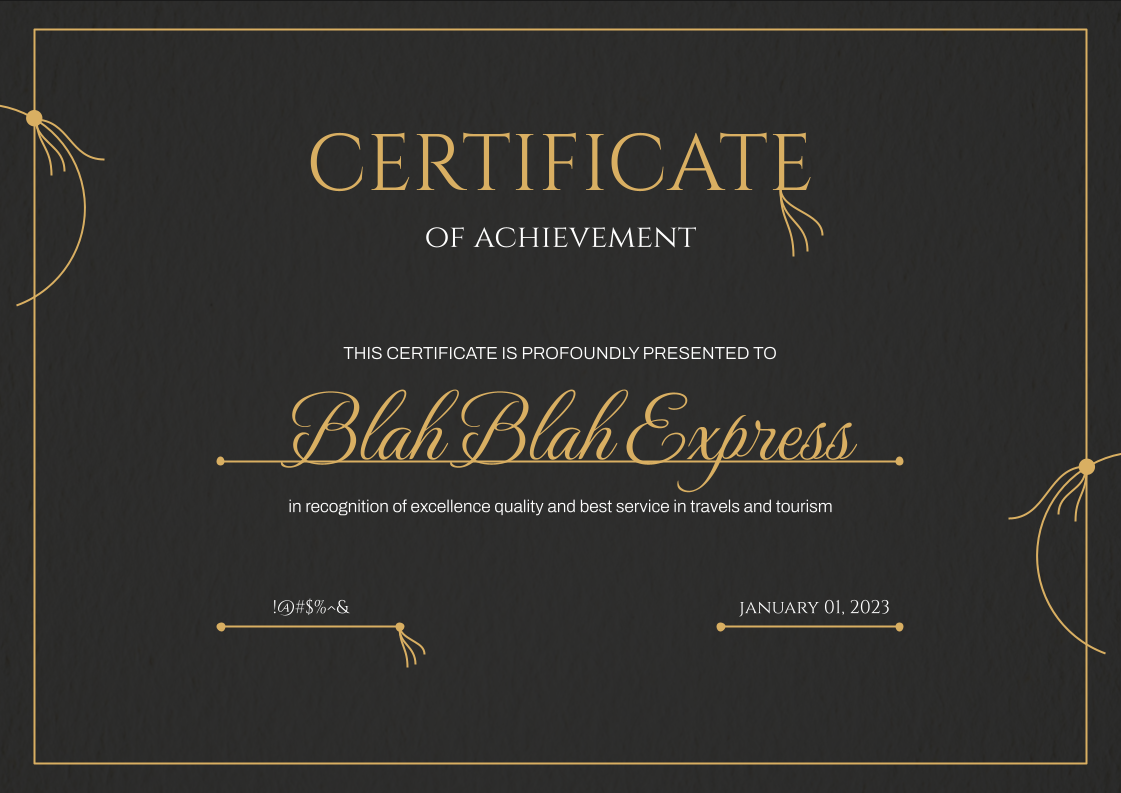 CERTIFICATE
OF ACHIEVEMENT
THIS CERTIFICATE IS PROFOUNDLY PRESENTED TO
Blah Blah Express
in recognition of excellence quality and best service in travels and tourism
!@#$%^&
JANUARY 01, 2023